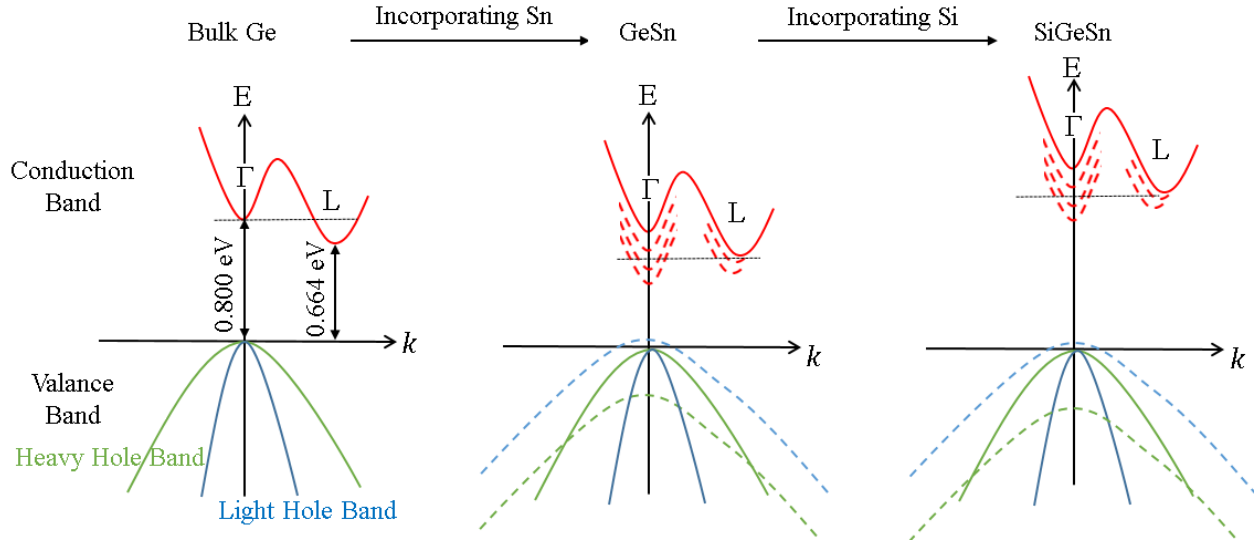 Incorporating Sn
Incorporating Si
Bulk Ge
GeSn
SiGeSn
E
E
E
Γ
Γ
Γ
L
L
L
Conduction
Band
0.800 eV
0.664 eV
k
k
k
Valance
Band
Heavy Hole Band
Light Hole Band